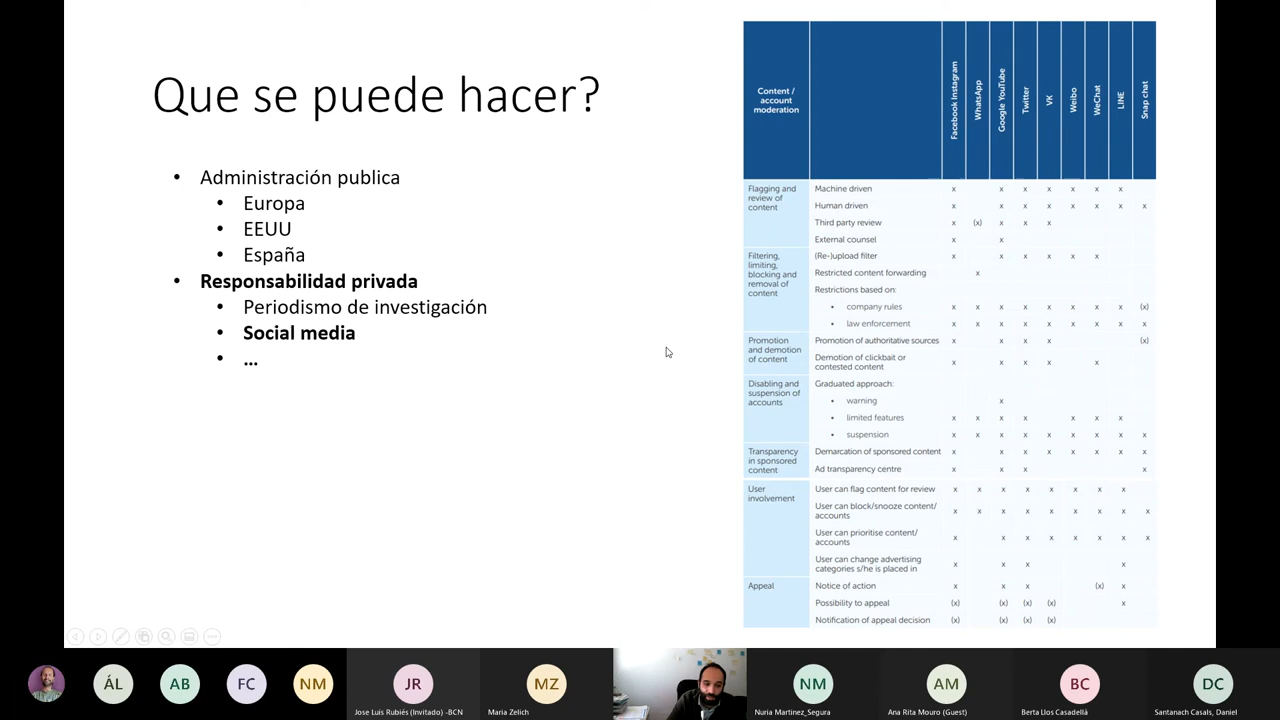 Que se puede hacer?
• Administración publica
• Europa
• EEUU
• España
• Responsabilidad privada
• Periodismo de investigación
• Social media
• ...
Content / account moderation Facebook Instagram WhatsApp Google YouTube Twitter VK Weibo WeChat LINE Snap chat
Flagging and review of content
Machine driven x x x x x x x
Human driven x x x x x x x x
Third party review x (x) x x x
External counsel x x
Filtering, limiting, blocking and removal of content
(Re-)upload filter x x x x x x
Restricted content forwarding x
Restrictions based on:
• company rules x x x x x x x x (x)
• law enforcement x x x x x x x x x
Promotion and demotion of content
Promotion of authoritative sources x x x x (x)
Demotion of clickbait or contested content x x x x x
Disabling and suspension of accounts
Graduated approach:
• warning x
• limited features x x x x x x x
• suspension x x x x x x x x x
Transparency in sponsored content
Demarcation of sponsored content x x x x x x x x
Ad transparency centre x x x x
User involvement
User can flag content for review x x x x x x x x
User can block/snooze content/ accounts x x x x x x x x x
User can prioritise content/ accounts x x x x x x x x
User can change advertising categories s/he is placed in x x x x
Appeal
Notice of action x x x (x) x
Possibility to appeal (x) (x) (x) (x) x
Notification of appeal decision (x) (x) (x) (x)
ÁL
AB
FC
NM
JR
Jose Luis Rubiés (Invitado) -BCN
MZ
Maria Zelich
NM
Nuria Martinez_Segura
AM
Ana Rita Mouro (Guest)
BC
Berta Llos Casadellà
DC
Santanach Casals, Daniel